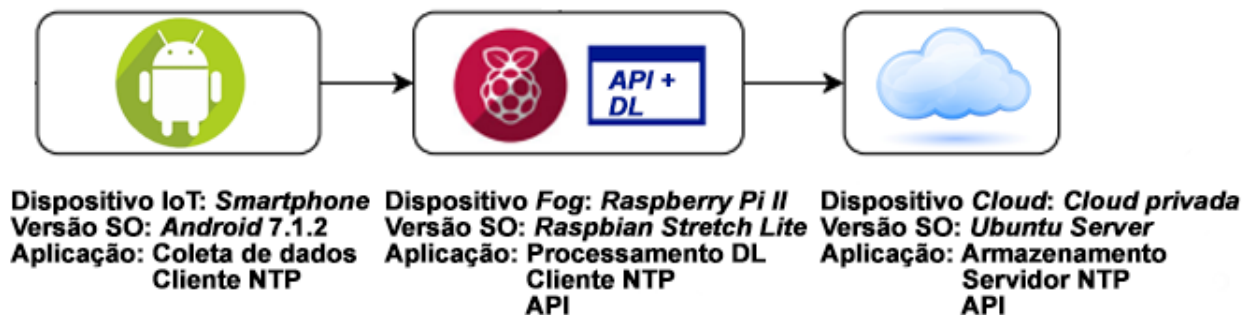 API +
DL
Dispositivo IoT: Smartphone
Versão SO: Android 7.1.2
Aplicação: Coleta de dados
Cliente NTP
Dispositivo Fog: Raspberry Pi II
Versão SO: Raspbian Stretch Lite
Aplicação: Processamento DL
Cliente NTP
API
Dispositivo Cloud: Cloud privada
Versão SO: Ubuntu Server
Aplicação: Armazenamento
Servidor NTP
API